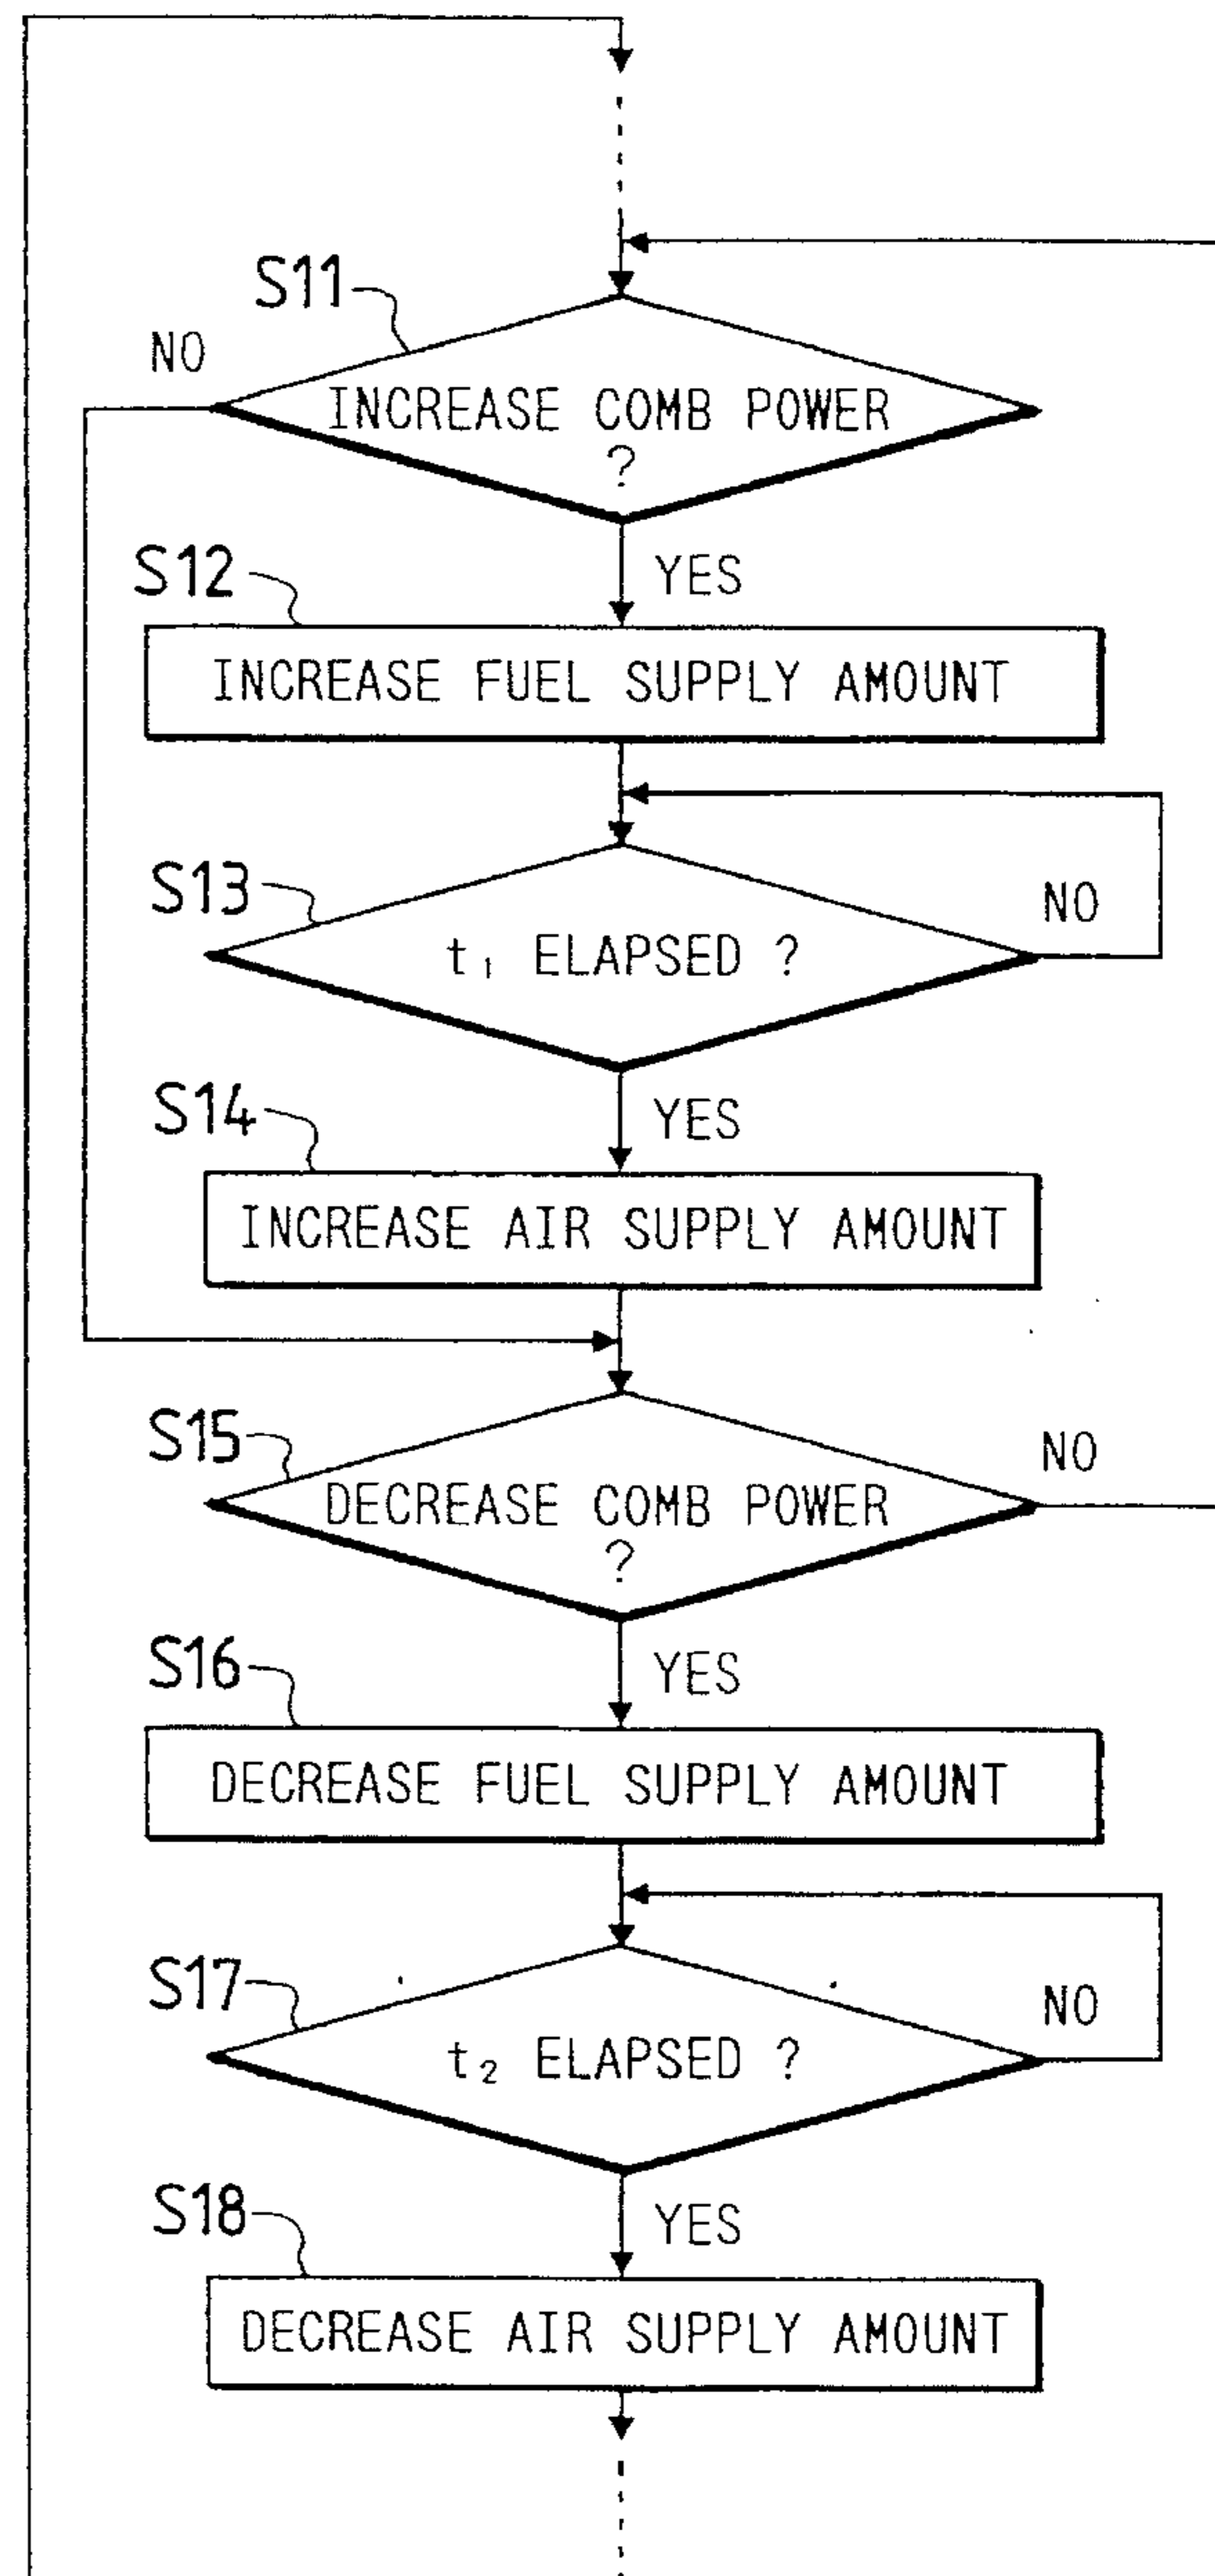 S11
NO
INCREASE COMB POWER
?
YES
S12
INCREASE FUEL SUPPLY AMOUNT
S13
NO
t₁ ELAPSED ?
YES
S14
INCREASE AIR SUPPLY AMOUNT
S15
NO
DECREASE COMB POWER
?
YES
S16
DECREASE FUEL SUPPLY AMOUNT
S17
NO
t₂ ELAPSED ?
YES
S18
DECREASE AIR SUPPLY AMOUNT